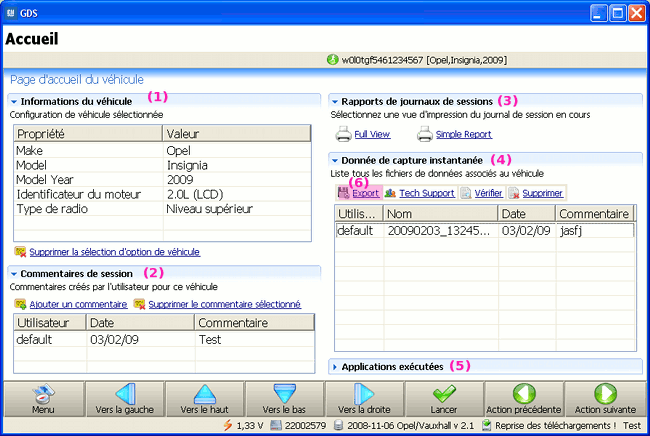 GDS
Accueil
w0l0tgf5461234567 [Opel,Insignia,2009]
Page d'accueil du véhicule
Informations du véhicule (1)
Configuration de véhicule sélectionnée
Propriété Valeur
Make Opel
Model Insignia
Model Year 2009
Identificateur du moteur 2.0L (LCD)
Type de radio Niveau supérieur
Supprimer la sélection d'option de véhicule
Commentaires de session (2)
Commentaires créés par l'utilisateur pour ce véhicule
Ajouter un commentaire Supprimer le commentaire sélectionné
Utilisateur Date Commentaire
default 03/02/09 Test
Rapports de journaux de sessions (3)
Sélectionnez une vue d'impression du journal de session en cours
Full View Simple Report
Donnée de capture instantanée (4)
Liste tous les fichiers de données associés au véhicule
(6)
Export Tech Support Vérifier Supprimer
Utilis... Nom Date Commentaire
default 20090203_13245... 03/02/09 jasfj
Applications exécutées (5)
Menu Vers la gauche Vers le haut Vers le bas Vers la droite Lancer Action précédente Action suivante
1,33 V 22002579 2008-11-06 Opel/Vauxhall v 2.1 Reprise des téléchargements ! Test